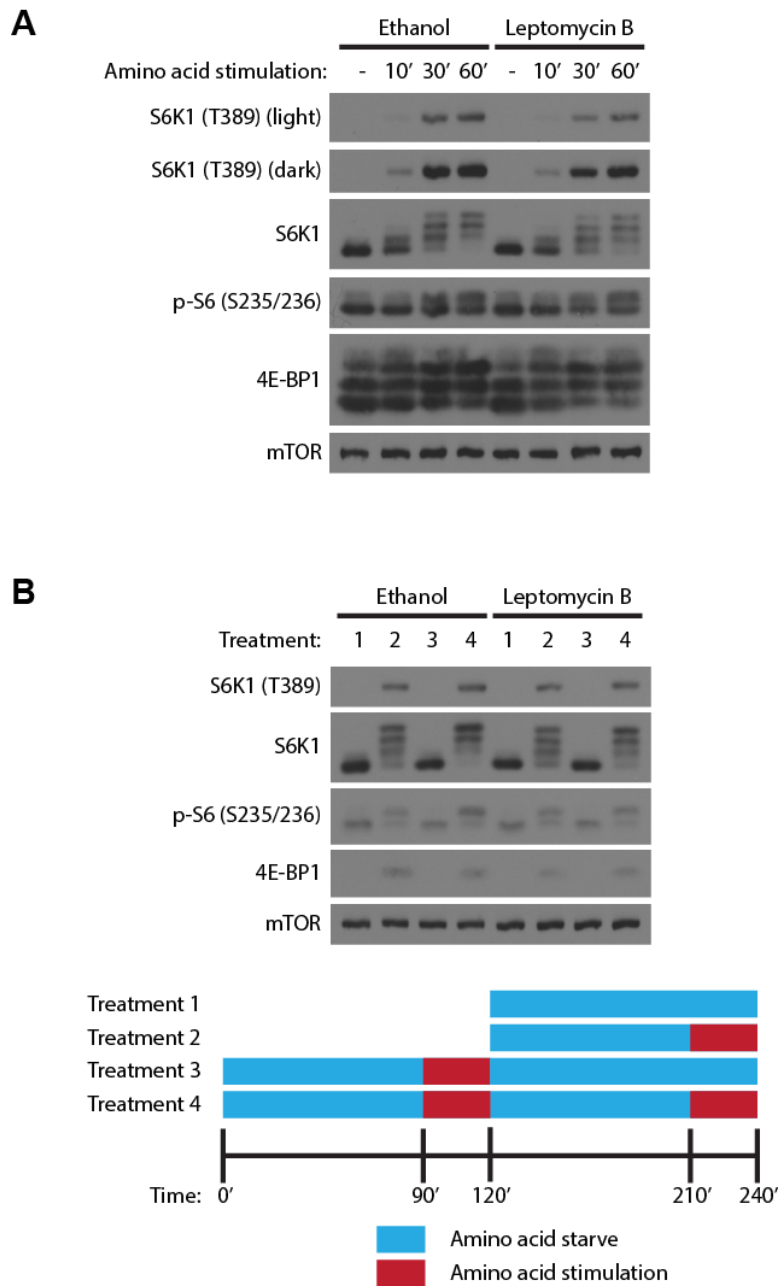 A
Ethanol Leptomycin B
Amino acid stimulation: - 10′ 30′ 60′ - 10′ 30′ 60′
S6K1 (T389) (light)
S6K1 (T389) (dark)
S6K1
p-S6 (S235/236)
4E-BP1
mTOR
B
Ethanol Leptomycin B
Treatment: 1 2 3 4 1 2 3 4
S6K1 (T389)
S6K1
p-S6 (S235/236)
4E-BP1
mTOR
Treatment 1
Treatment 2
Treatment 3
Treatment 4
Time: 0′ 90′ 120′ 210′ 240′
Amino acid starve
Amino acid stimulation